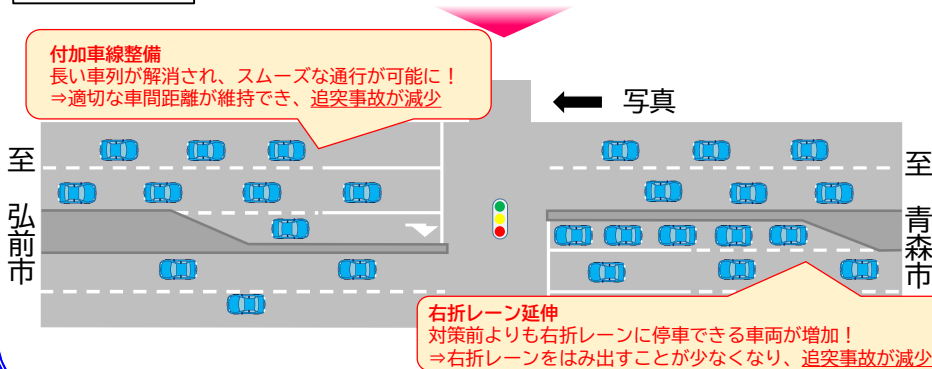 付加車線整備
長い車列が解消され、スムーズな通行が可能に！
⇒適切な車間距離が維持でき、追突事故が減少
写真
至 弘前市
至 青森市
右折レーン延伸
対策前よりも右折レーンに停車できる車両が増加！
⇒右折レーンをはみ出すことが少なくなり、追突事故が減少